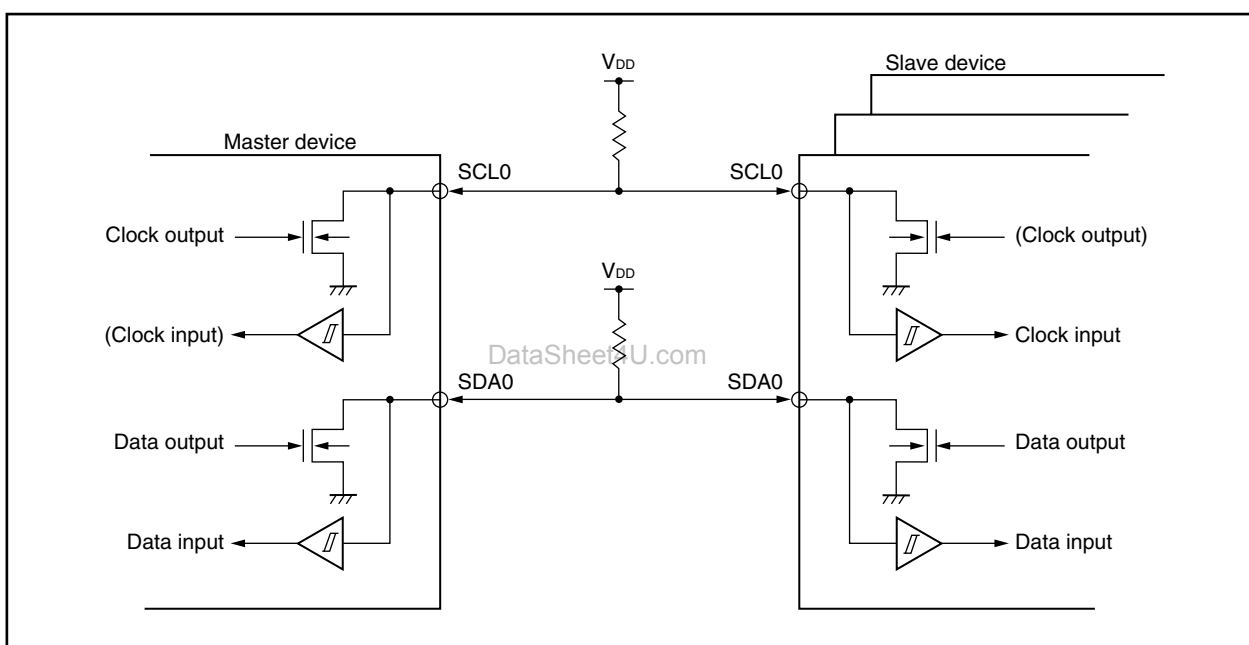 VDD
Slave device
Master device
SCL0
SCL0
Clock output
(Clock output)
VDD
(Clock input)
Clock input
DataSheet4U.com
SDA0
SDA0
Data output
Data output
Data input
Data input